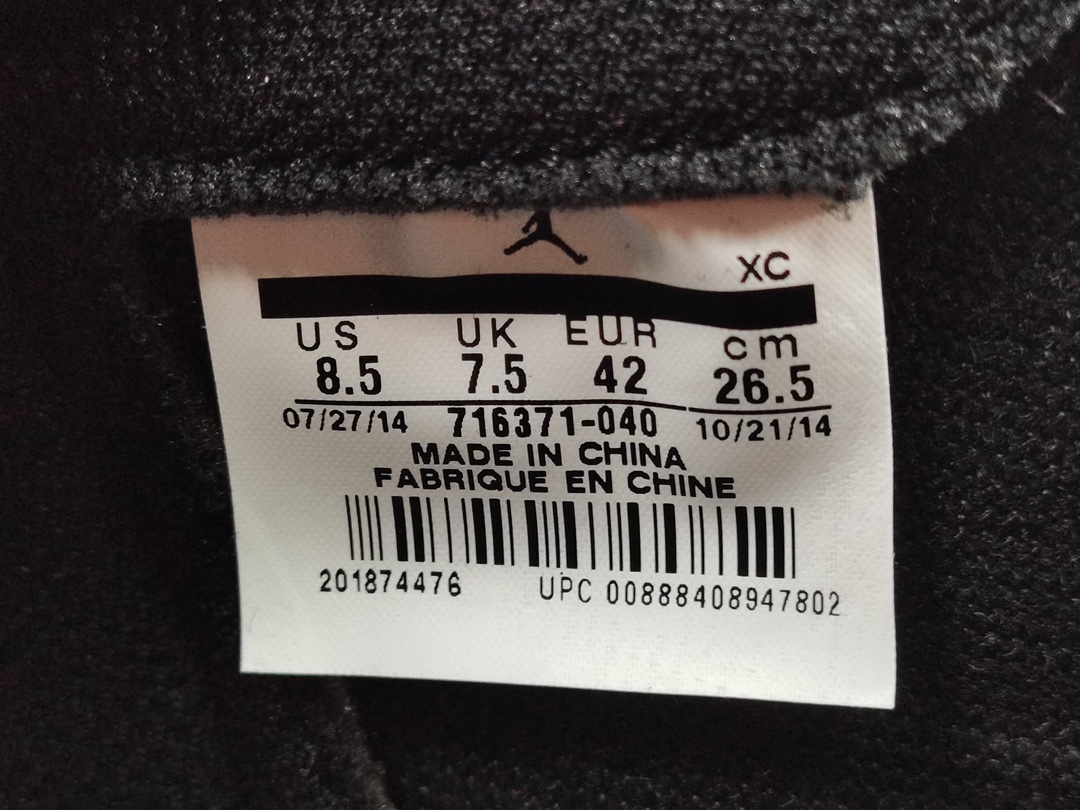 XC
US UK EUR cm
8.5 7.5 42 26.5
07/27/14 716371-040 10/21/14
MADE IN CHINA
FABRIQUE EN CHINE
201874476 UPC 00888408947802